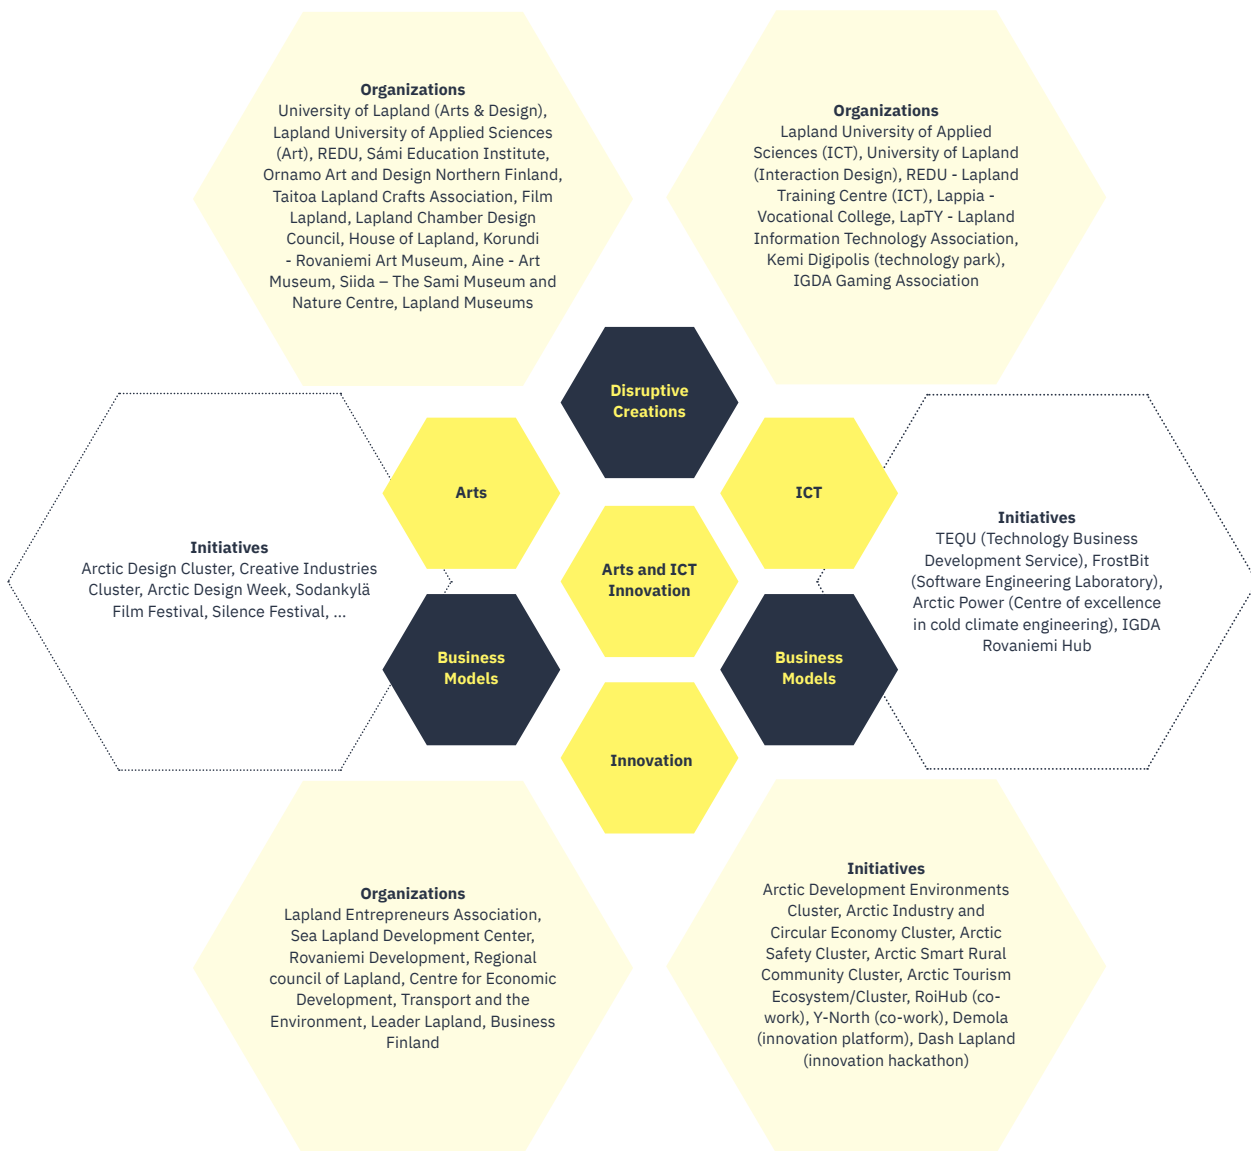 Organizations
University of Lapland (Arts & Design),
Lapland University of Applied Sciences
(Art), REDU, Sámi Education Institute,
Ornamo Art and Design Northern Finland,
Taitoa Lapland Crafts Association, Film
Lapland, Lapland Chamber Design
Council, House of Lapland, Korundi
- Rovaniemi Art Museum, Aine - Art
Museum, Siida – The Sami Museum and
Nature Centre, Lapland Museums
Organizations
Lapland University of Applied
Sciences (ICT), University of Lapland
(Interaction Design), REDU - Lapland
Training Centre (ICT), Lappia -
Vocational College, LapTY - Lapland
Information Technology Association,
Kemi Digipolis (technology park),
IGDA Gaming Association
Disruptive
Creations
Arts
ICT
Initiatives
Arctic Design Cluster, Creative Industries
Cluster, Arctic Design Week, Sodankylä
Film Festival, Silence Festival, ...
Arts and ICT
Innovation
Initiatives
TEQU (Technology Business
Development Service), FrostBit
(Software Engineering Laboratory),
Arctic Power (Centre of excellence
in cold climate engineering), IGDA
Rovaniemi Hub
Business
Models
Business
Models
Innovation
Organizations
Lapland Entrepreneurs Association,
Sea Lapland Development Center,
Rovaniemi Development, Regional
council of Lapland, Centre for Economic
Development, Transport and the
Environment, Leader Lapland, Business
Finland
Initiatives
Arctic Development Environments
Cluster, Arctic Industry and
Circular Economy Cluster, Arctic
Safety Cluster, Arctic Smart Rural
Community Cluster, Arctic Tourism
Ecosystem/Cluster, RoiHub (co-
work), Y-North (co-work), Demola
(innovation platform), Dash Lapland
(innovation hackathon)